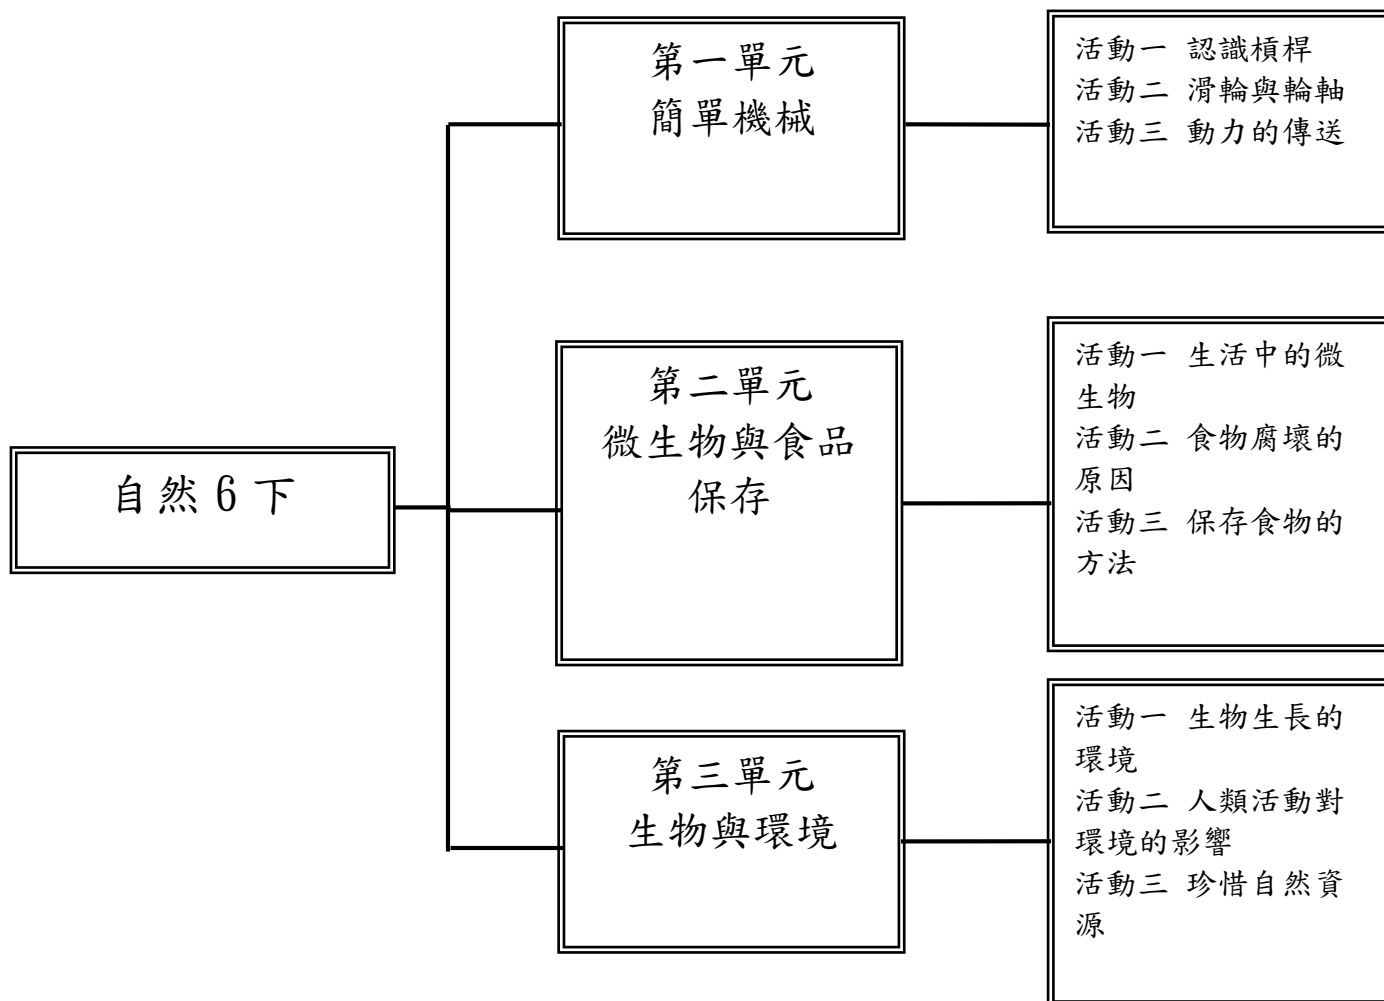 自然 6 下
第一單元
簡單機械
活動一 認識槓桿
活動二 滑輪與輪軸
活動三 動力的傳送
第二單元
微生物與食品
保存
活動一 生活中的微
生物
活動二 食物腐壞的
原因
活動三 保存食物的
方法
第三單元
生物與環境
活動一 生物生長的
環境
活動二 人類活動對
環境的影響
活動三 珍惜自然資
源